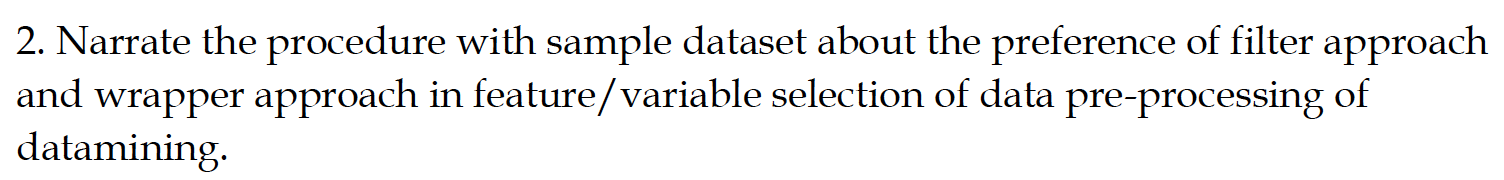 2. Narrate the procedure with sample dataset about the preference of filter approach
and wrapper approach in feature/variable selection of data pre-processing of
datamining.